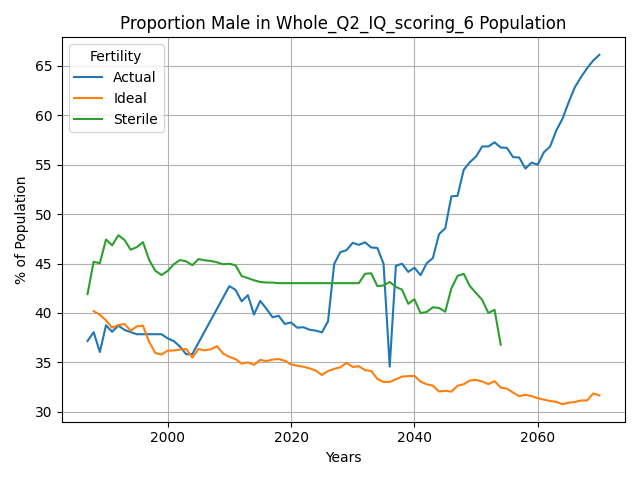 Proportion Male in Whole_Q2_IQ_scoring_6 Population
Fertility
Actual
Ideal
Sterile
% of Population
65
60
55
50
45
40
35
30
2000
2020
2040
2060
Years